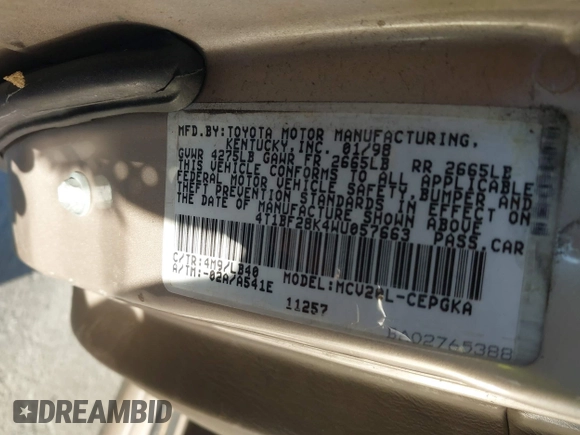 MFD.BY:TOYOTA MOTOR MANUFACTURING,
KENTUCKY,INC. 01/98
GVWR 4275LB GAWR FR 2665LB RR 2665LB
THIS VEHICLE CONFORMS TO ALL APPLICABLE
FEDERAL MOTOR VEHICLE SAFETY,BUMPER,AND
THEFT PREVENTION STANDARDS IN EFFECT ON
THE DATE OF MANUFACTURE SHOWN ABOVE
4T1BF28K4WU057663 PASS.CAR
C/TR:4M9/LB40 MODEL:MCV20L-CEPGKA
A/TM:-02A/A541E
11257
BA02765388
DREAMBID